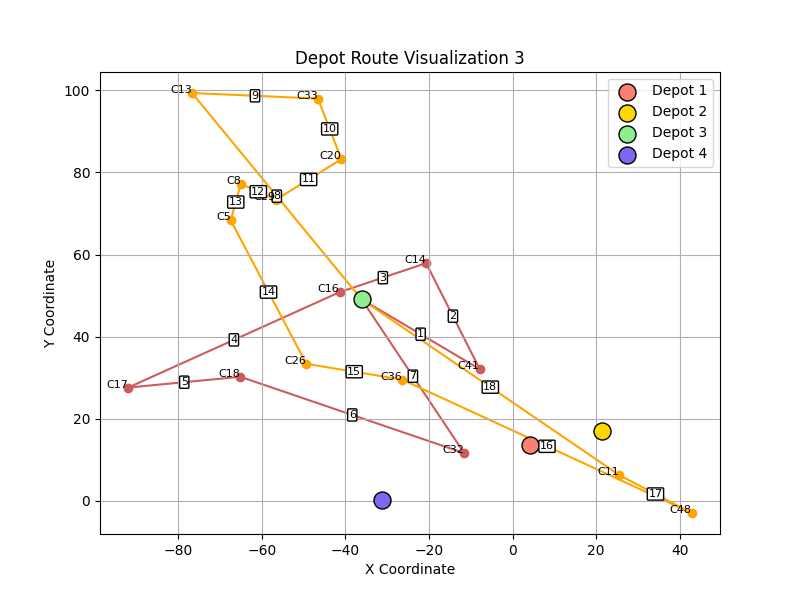 Depot Route Visualization 3
Depot 1
Depot 2
Depot 3
Depot 4
Y Coordinate
100
80
60
40
20
0
−80
−60
−40
−20
0
20
40
X Coordinate
C13
9
C33
10
C20
11
C8
12
C29
8
13
C5
14
C14
3
C16
2
4
1
C41
C26
15
C36
7
18
C17
5
C18
6
C32
16
C11
17
C48